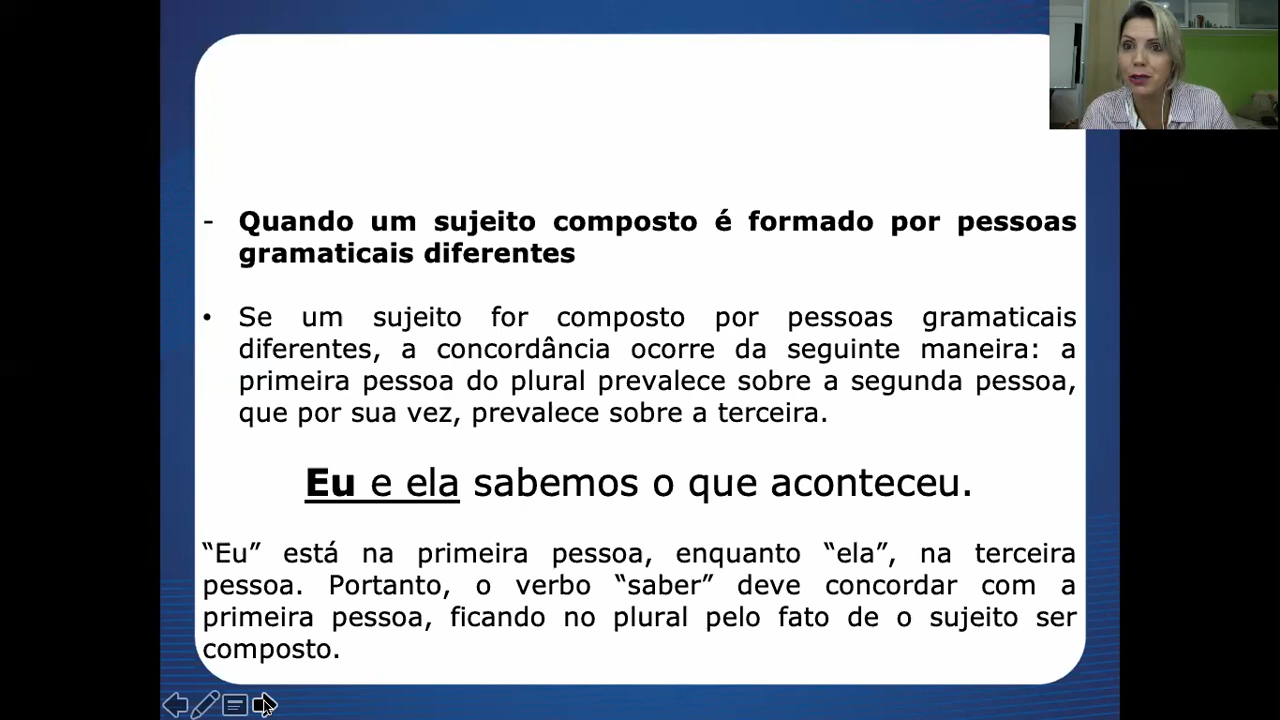 - Quando um sujeito composto é formado por pessoas
gramaticais diferentes
• Se um sujeito for composto por pessoas gramaticais
diferentes, a concordância ocorre da seguinte maneira: a
primeira pessoa do plural prevalece sobre a segunda pessoa,
que por sua vez, prevalece sobre a terceira.
Eu e ela sabemos o que aconteceu.
“Eu” está na primeira pessoa, enquanto “ela”, na terceira
pessoa. Portanto, o verbo “saber” deve concordar com a
primeira pessoa, ficando no plural pelo fato de o sujeito ser
composto.